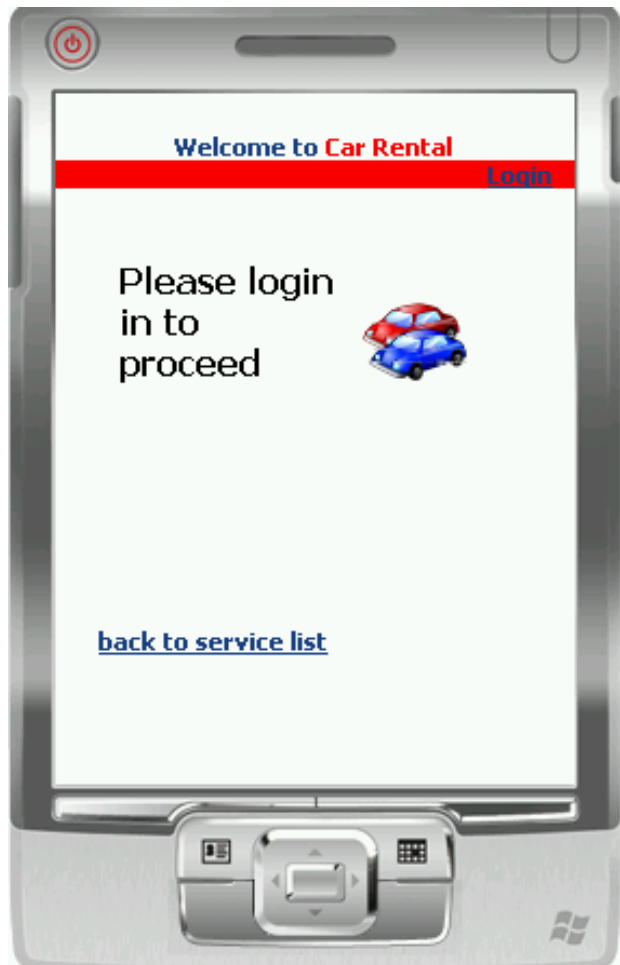 Welcome to Car Rental
Login
Please login
in to
proceed
back to service list